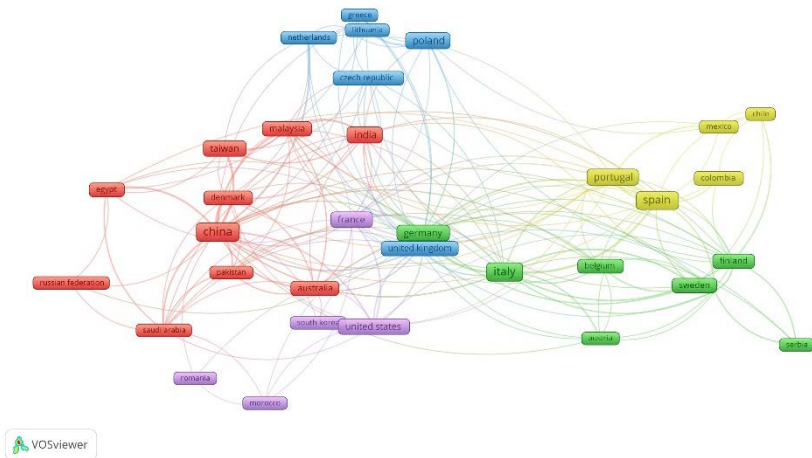 greece
lithuania
netherlands
poland
czech republic
chile
mexico
malaysia
india
taiwan
portugal
colombia
egypt
denmark
spain
france
china
germany
united kingdom
finland
belgium
italy
pakistan
russian federation
australia
sweden
south korea
united states
saudi arabia
austria
serbia
romania
morocco
VOSviewer